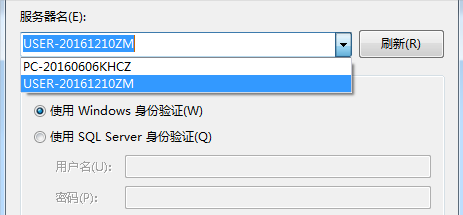 服务器名(E):
USER-20161210ZM
刷新(R)
PC-20160606KHCZ
USER-20161210ZM
使用 Windows 身份验证(W)
使用 SQL Server 身份验证(Q)
用户名(U):
密码(P):